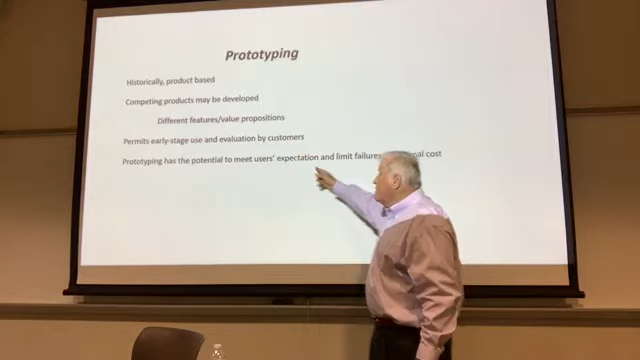 Prototyping
Historically, product based
Competing products may be developed
Different features/value propositions
Permits early-stage use and evaluation by customers
Prototyping has the potential to meet users' expectation and limit failures cost